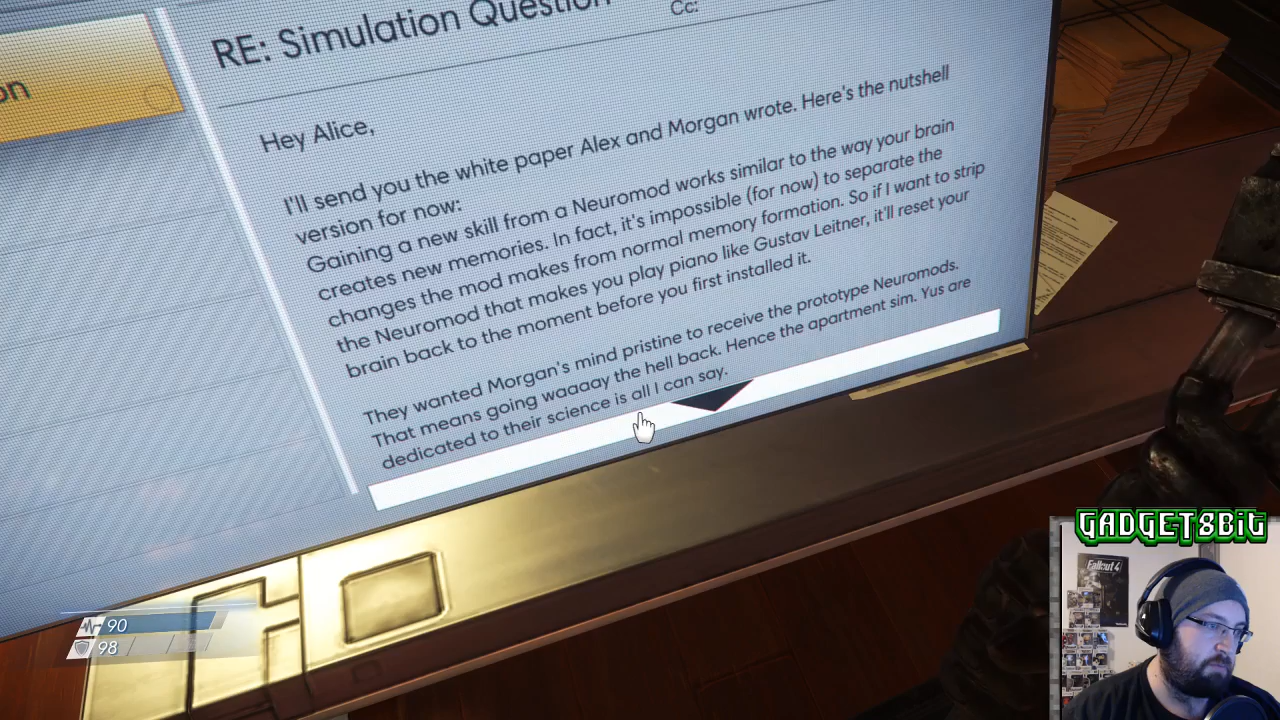 on
RE: Simulation Question
Cc:
Hey Alice,
I'll send you the white paper Alex and Morgan wrote. Here's the nutshell
version for now:
Gaining a new skill from a Neuromod works similar to the way your brain
creates new memories. In fact, it's impossible (for now) to separate the
changes the mod makes from normal memory formation. So if I want to strip
the Neuromod that makes you play piano like Gustav Leitner, it'll reset your
brain back to the moment before you first installed it.
They wanted Morgan's mind pristine to receive the prototype Neuromods.
That means going waaaay the hell back. Hence the apartment sim. Yus are
dedicated to their science is all I can say.
90
98
GADGET8BIT
Fallout 4